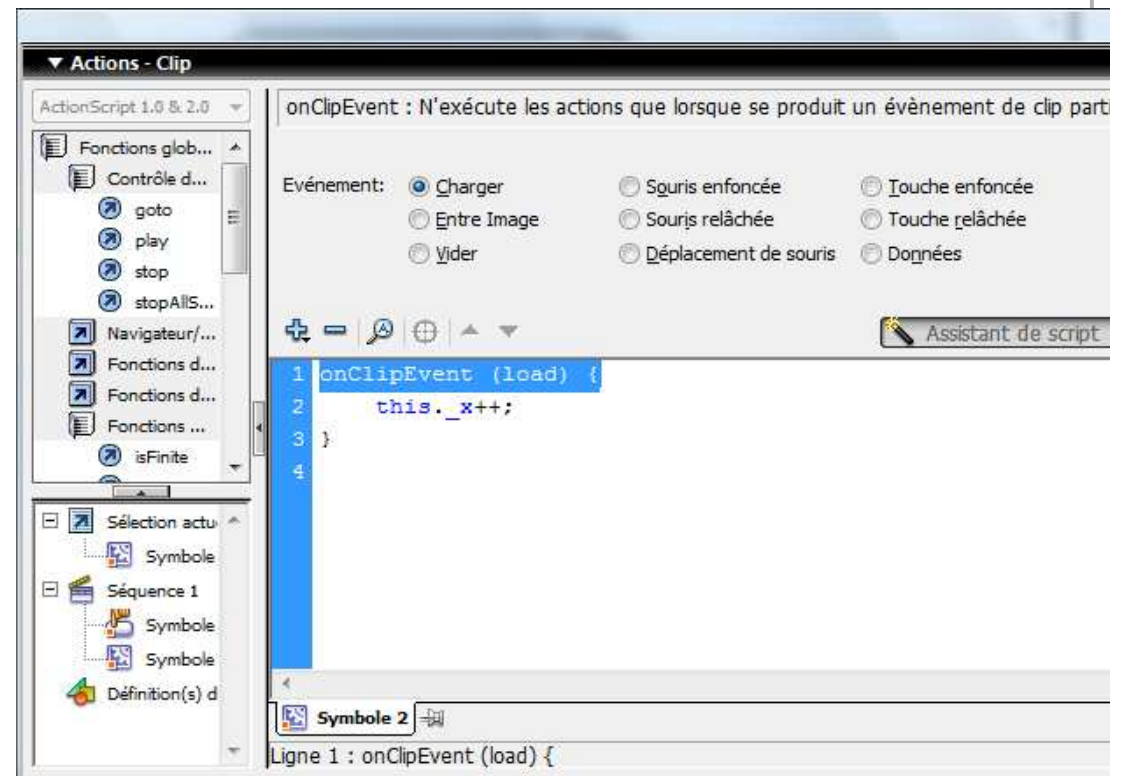 Actions - Clip
ActionScript 1.0 & 2.0
onClipEvent : N'exécute les actions que lorsque se produit un évènement de clip parti
Fonctions glob...
Contrôle d...
goto
play
stop
stopAllS...
Navigateur/...
Fonctions d...
Fonctions d...
Fonctions ...
isFinite
Evénement:
Charger
Souris enfoncée
Touche enfoncée
Entre Image
Souris relâchée
Touche relâchée
Vider
Déplacement de souris
Données
Assistant de script
1 onClipEvent (load) {
2 this._x++;
3 }
4
Sélection actu
Symbole
Séquence 1
Symbole
Symbole
Définition(s) d
Symbole 2
Ligne 1 : onClipEvent (load) {